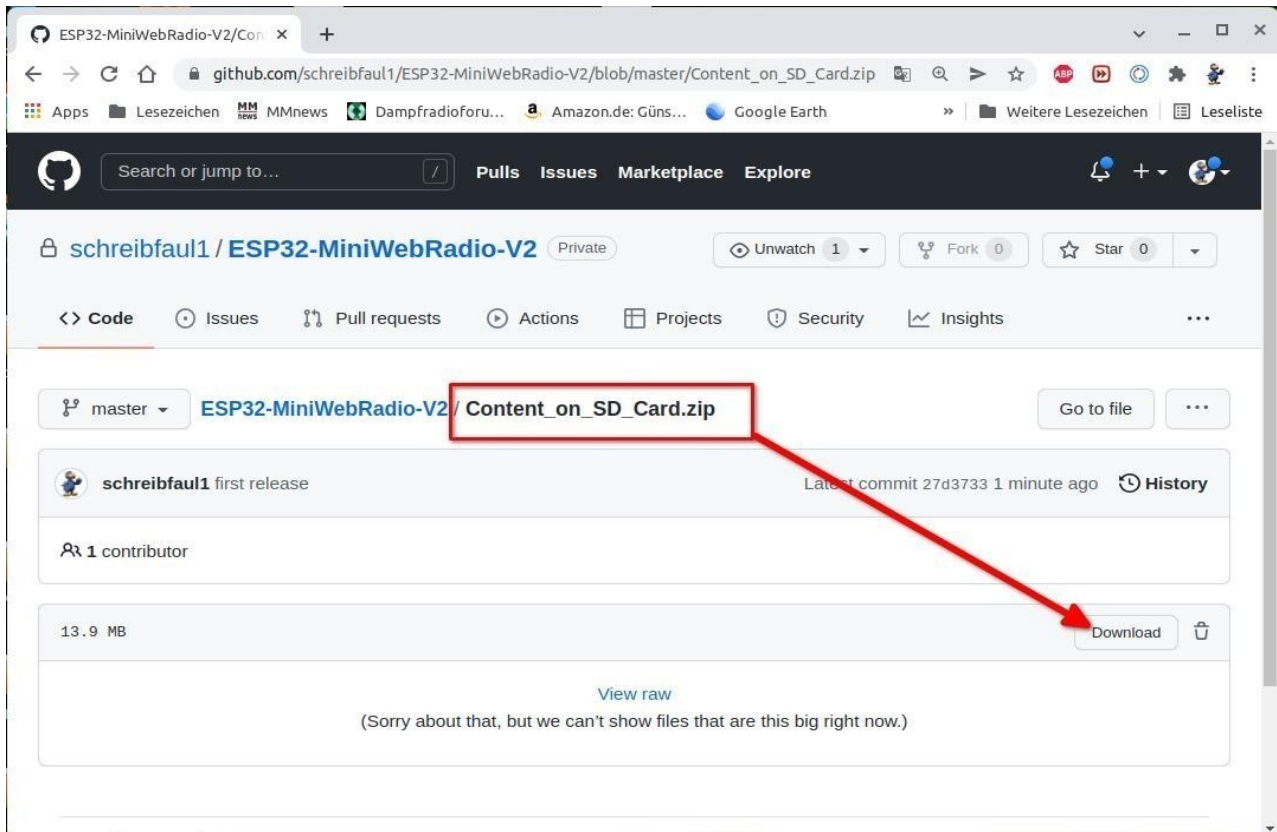 ESP32-MiniWebRadio-V2/Con
github.com/schreibfaul1/ESP32-MiniWebRadio-V2/blob/master/Content_on_SD_Card.zip ABP
Apps Lesezeichen MM news MMnews Dampfradioforu... a Amazon.de: Güns... Google Earth » Weitere Lesezeichen Leseliste
Search or jump to... / Pulls Issues Marketplace Explore
schreibfaul1 / ESP32-MiniWebRadio-V2 Private Unwatch 1 Fork 0 Star 0
<> Code Issues Pull requests Actions Projects Security Insights ...
master ESP32-MiniWebRadio-V2 / Content_on_SD_Card.zip Go to file ...
schreibfaul1 first release Latest commit 27d3733 1 minute ago History
1 contributor
13.9 MB Download
View raw
(Sorry about that, but we can't show files that are this big right now.)